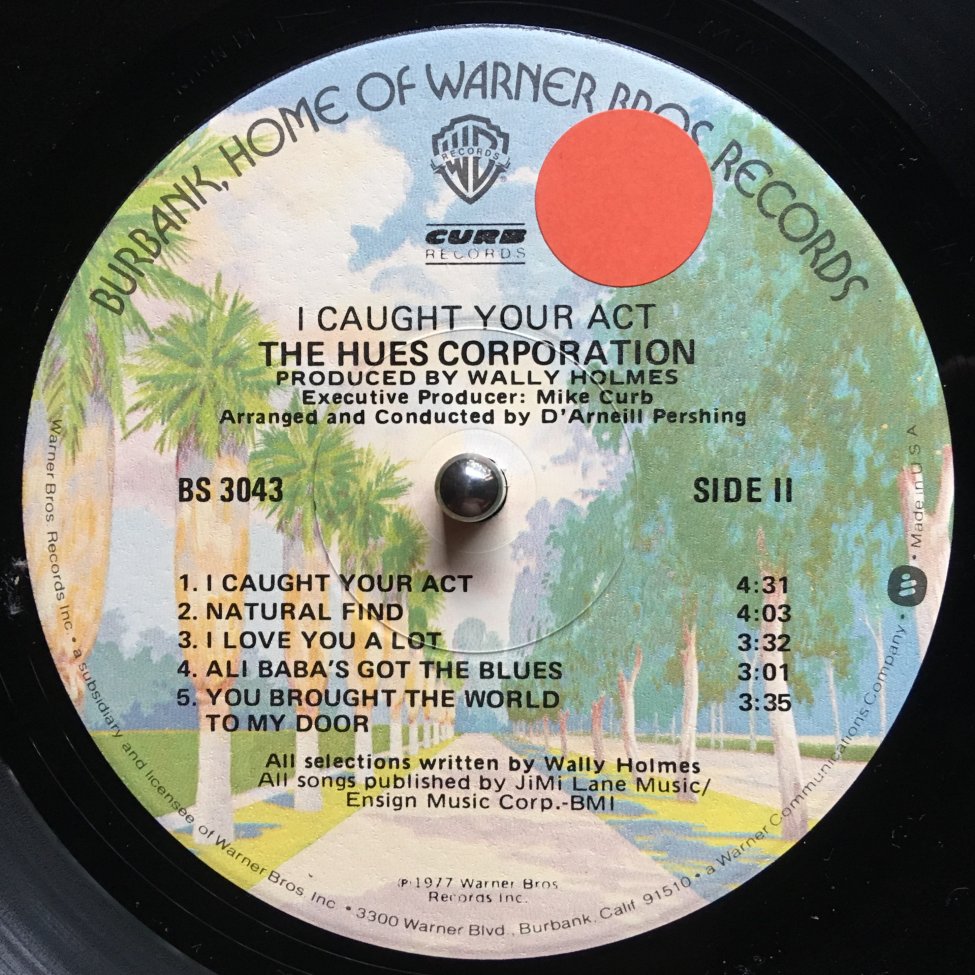 BURBANK, HOME OF WARNER BROS. RECORDS
W RECORDS
CURB
RECORDS
I CAUGHT YOUR ACT
THE HUES CORPORATION
PRODUCED BY WALLY HOLMES
Executive Producer: Mike Curb
Arranged and Conducted by D'Arneill Pershing
BS 3043 SIDE II
1. I CAUGHT YOUR ACT 4:31
2. NATURAL FIND 4:03
3. I LOVE YOU A LOT 3:32
4. ALI BABA'S GOT THE BLUES 3:01
5. YOU BROUGHT THE WORLD 3:35
TO MY DOOR
All selections written by Wally Holmes
All songs published by JiMi Lane Music/
Ensign Music Corp.-BMI
℗ 1977 Warner Bros.
Records Inc.
Warner Bros. Records Inc. • a subsidiary and licensee of Warner Bros. Inc. • 3300 Warner Blvd., Burbank, Calif. 91510 • a Warner Communications Company • Made in U.S.A.